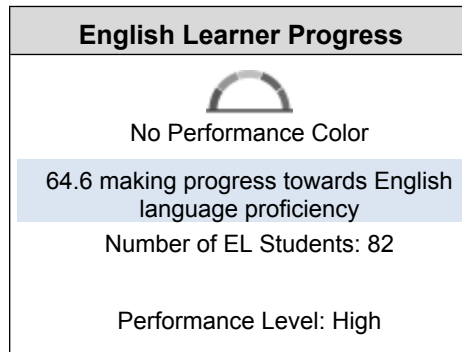 English Learner Progress
No Performance Color
64.6 making progress towards English
language proficiency
Number of EL Students: 82
Performance Level: High